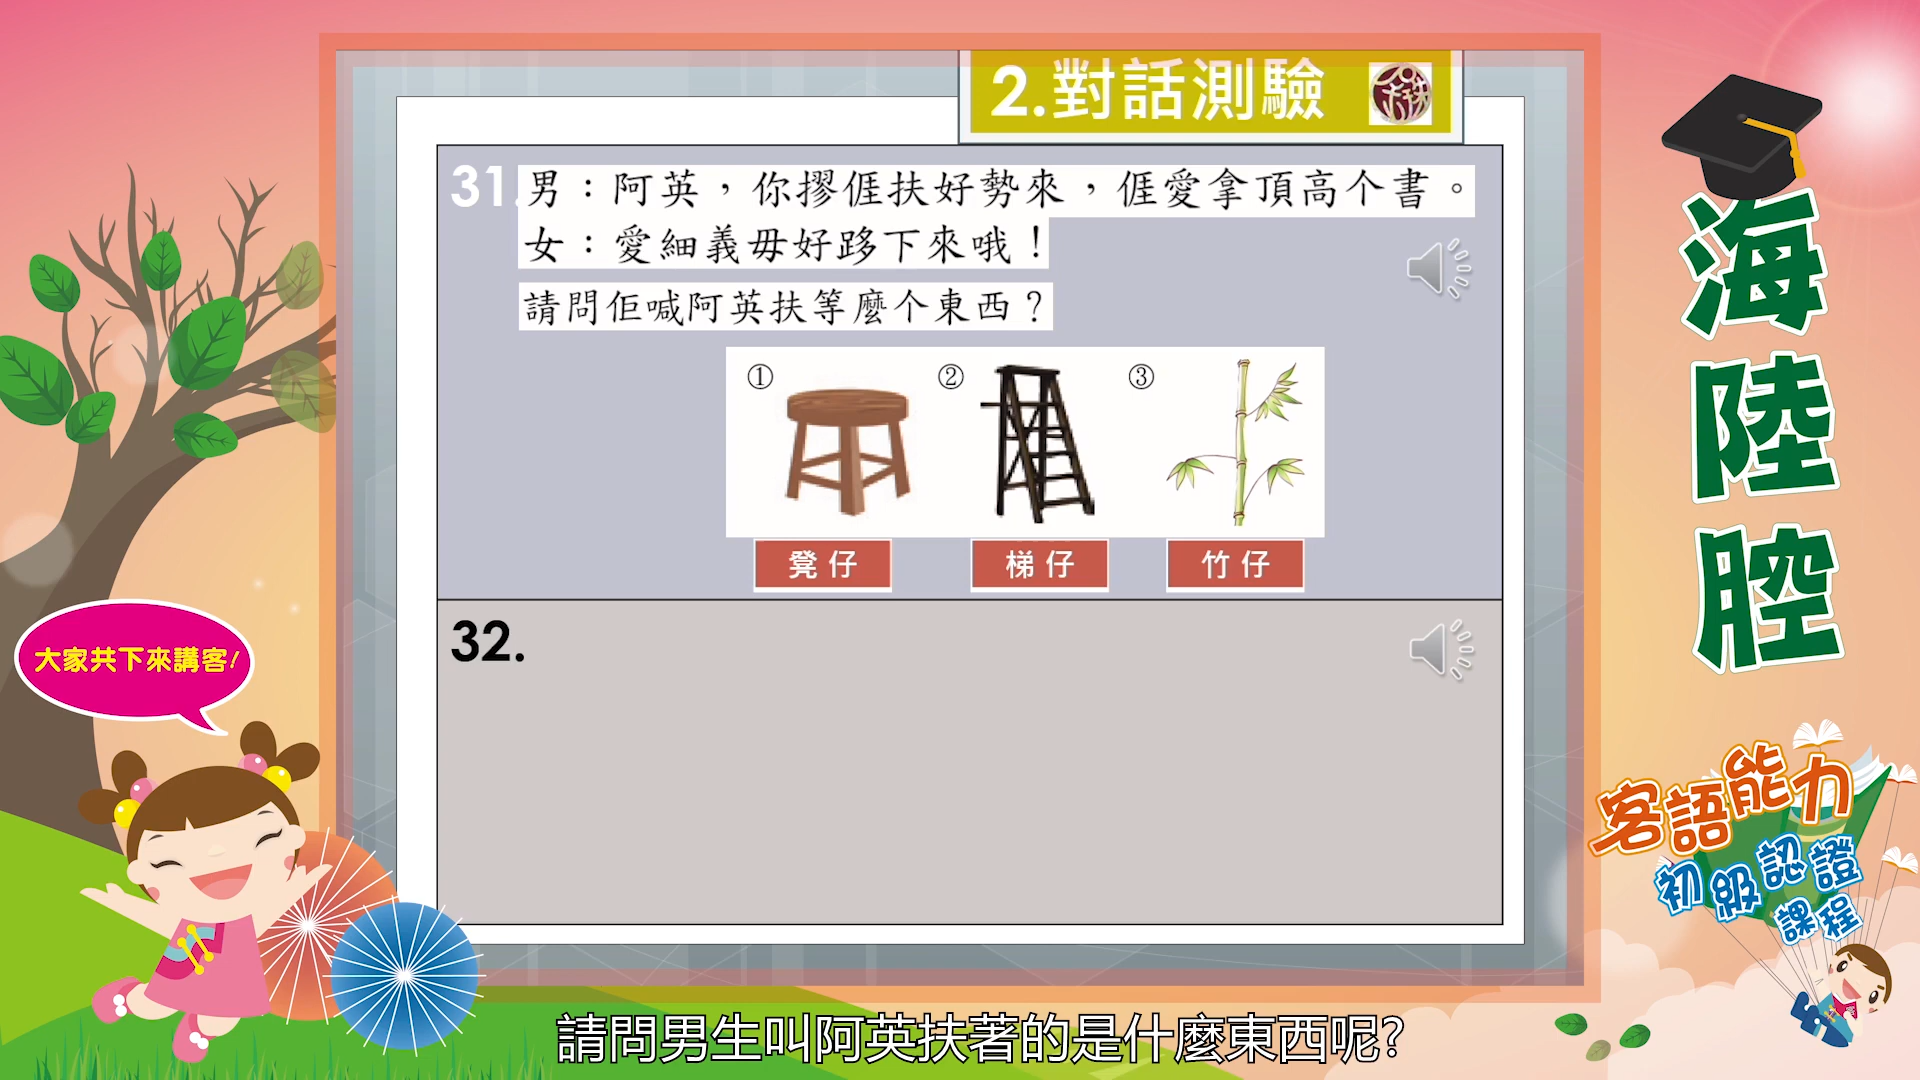 2.對話測驗
31.
男：阿英，你摎𠊎扶好勢來，𠊎愛拿頂高个書。
女：愛細義毋好跢下來哦！
請問佢喊阿英扶等麼个東西？
① ② ③
凳仔 梯仔 竹仔
32.
大家共下來講客!
海陸腔
客語能力
初級認證
課程
請問男生叫阿英扶著的是什麼東西呢?